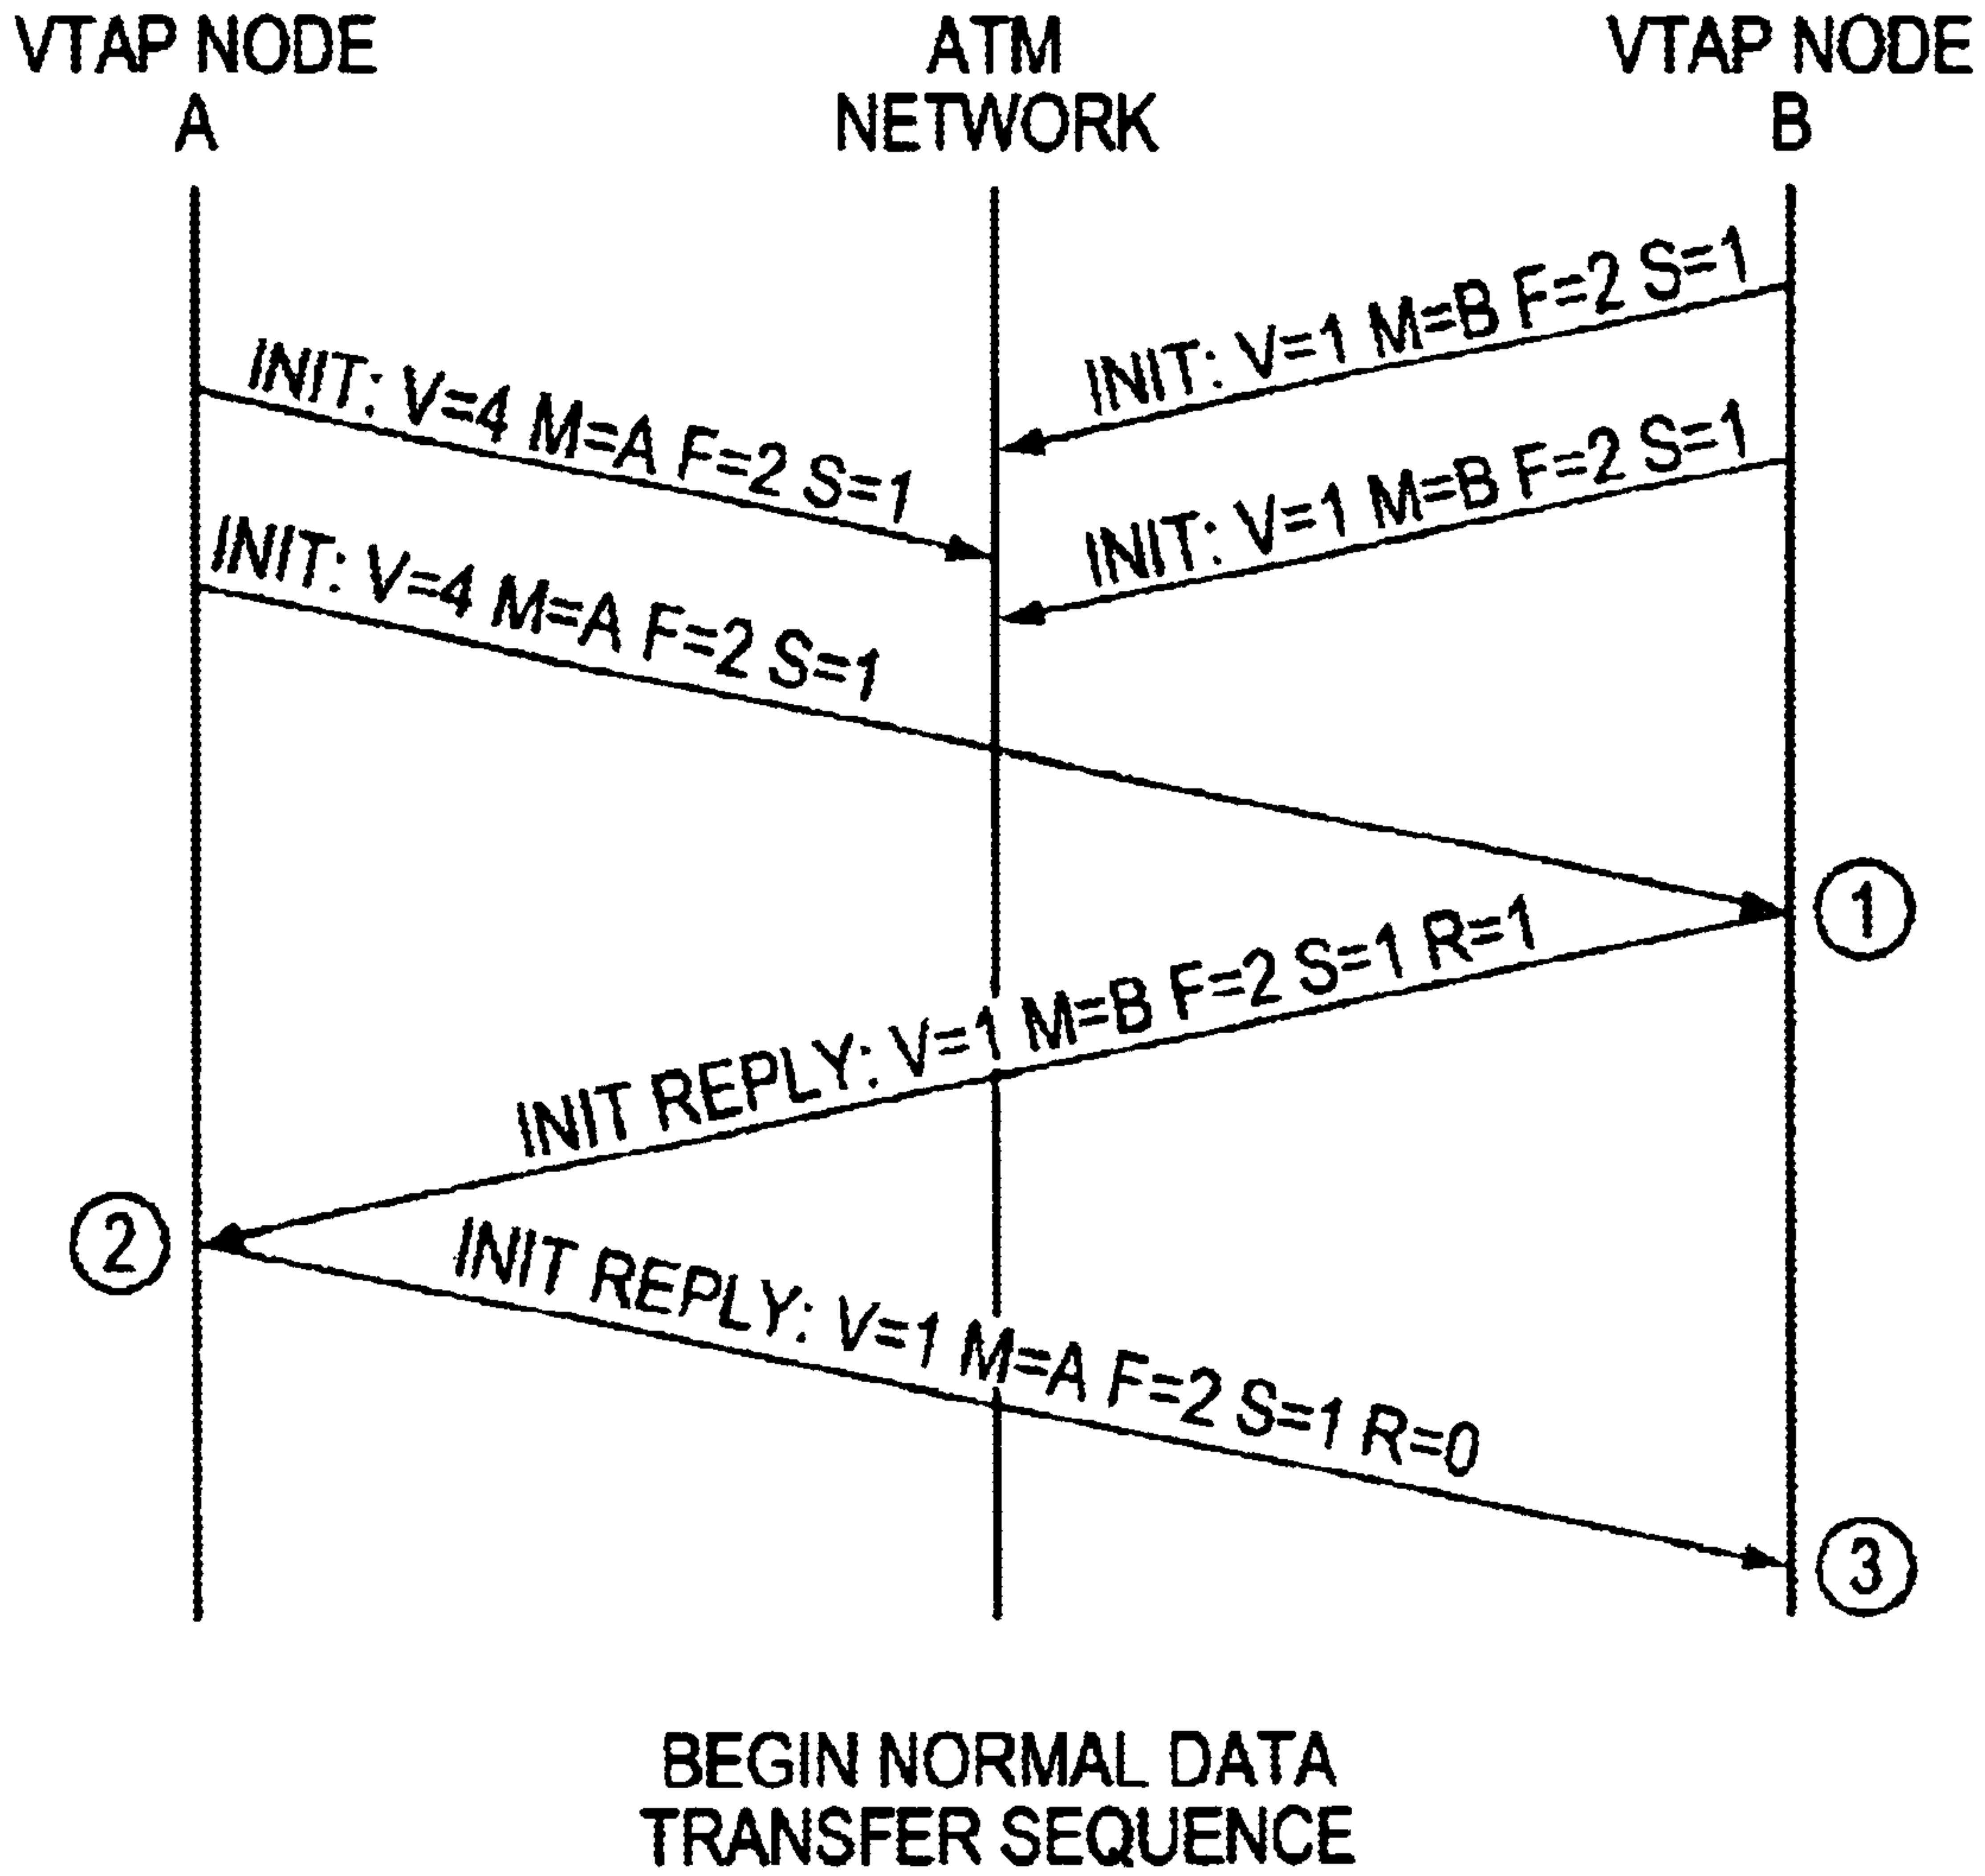 VTAP NODE
A
ATM
NETWORK
VTAP NODE
B
INIT: V=1 M=B F=2 S=1
INIT: V=4 M=A F=2 S=1
INIT: V=1 M=B F=2 S=1
INIT: V=4 M=A F=2 S=1
1
INIT REPLY: V=1 M=B F=2 S=1 R=1
2
INIT REPLY: V=1 M=A F=2 S=1 R=0
3
BEGIN NORMAL DATA
TRANSFER SEQUENCE